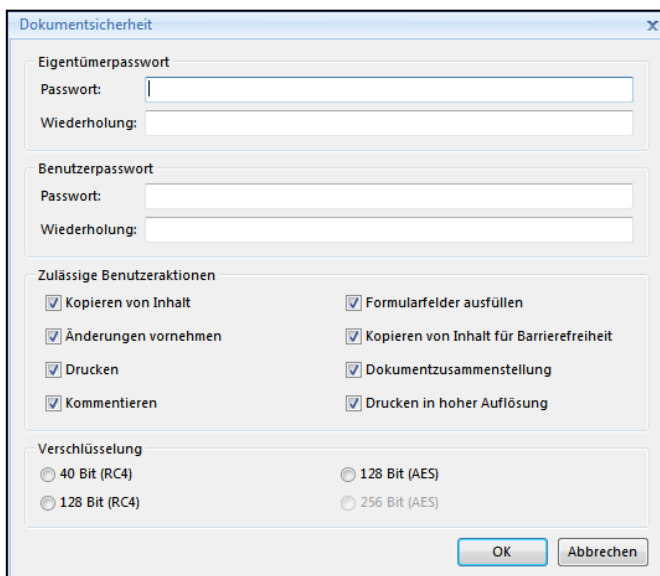 Dokumentsicherheit
Eigentümerpasswort
Passwort:
Wiederholung:
Benutzerpasswort
Passwort:
Wiederholung:
Zulässige Benutzeraktionen
Kopieren von Inhalt
Formularfelder ausfüllen
Änderungen vornehmen
Kopieren von Inhalt für Barrierefreiheit
Drucken
Dokumentzusammenstellung
Kommentieren
Drucken in hoher Auflösung
Verschlüsselung
40 Bit (RC4)
128 Bit (AES)
128 Bit (RC4)
256 Bit (AES)
OK
Abbrechen